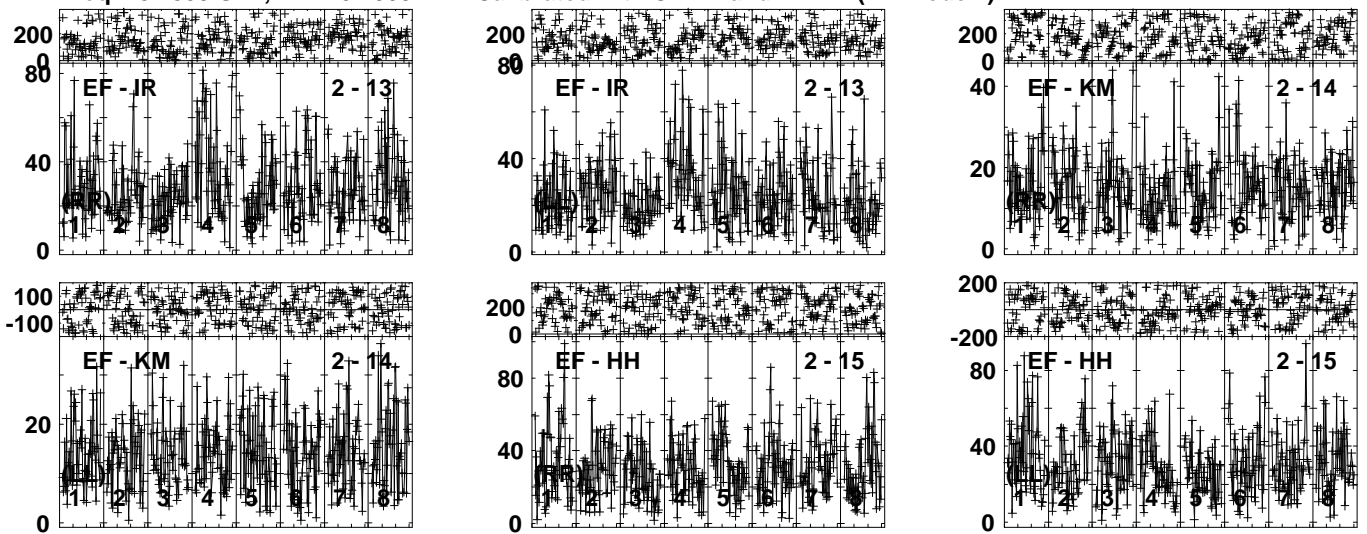 200 200 200
0 0 0
80 80
EF - IR 2 - 13 EF - IR 2 - 13 40 EF - KM 2 - 14
40 40 20
(RR) (LL) (RR)
1 2 3 4 5 6 7 8 1 2 3 4 5 6 7 8 1 2 3 4 5 6 7 8
0 0 0
100 200 200
-100 0 -200
EF - KM 2 - 14 EF - HH 2 - 15 EF - HH 2 - 15
80 80
20 40 40
(LL) (RR) (LL)
1 2 3 4 5 6 7 8 1 2 3 4 5 6 7 8 1 2 3 4 5 6 7 8
0 0 0